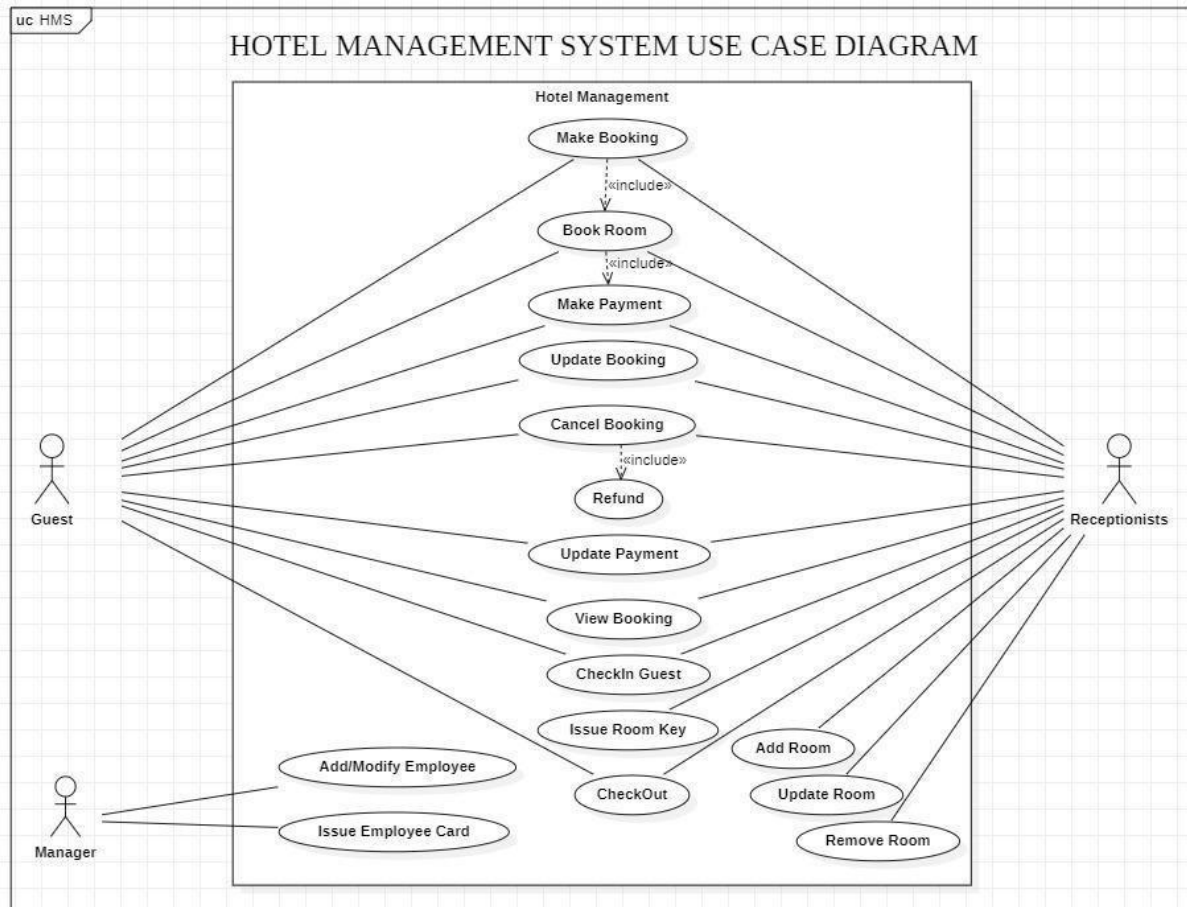 uc HMS
HOTEL MANAGEMENT SYSTEM USE CASE DIAGRAM
Hotel Management
Make Booking
«include»
Book Room
«include»
Make Payment
Update Booking
Cancel Booking
«include»
Refund
Guest
Receptionists
Update Payment
View Booking
CheckIn Guest
Issue Room Key
Add Room
Add/Modify Employee
CheckOut
Update Room
Issue Employee Card
Remove Room
Manager